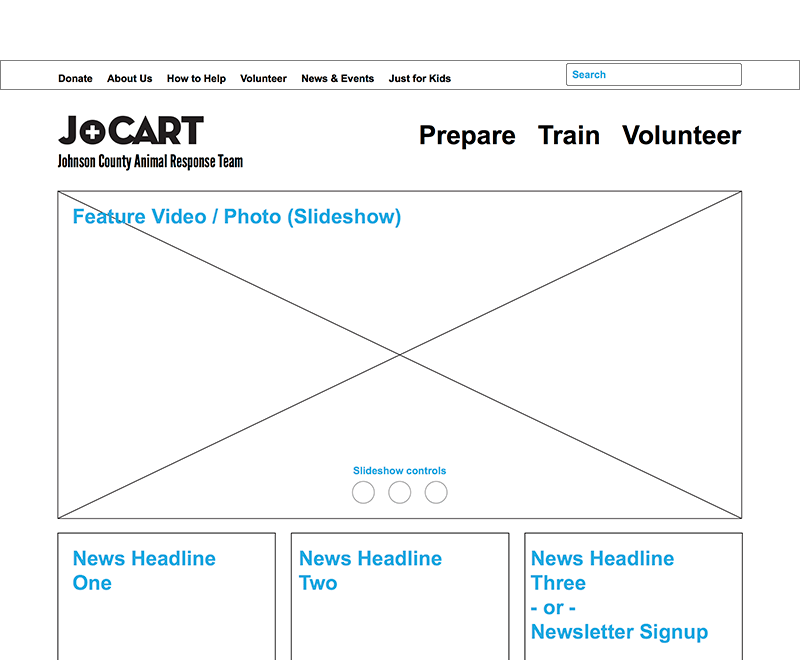 Donate About Us How to Help Volunteer News & Events Just for Kids Search
JoCART
Johnson County Animal Response Team
Prepare Train Volunteer
Feature Video / Photo (Slideshow)
Slideshow controls
News Headline
One
News Headline
Two
News Headline
Three
- or -
Newsletter Signup